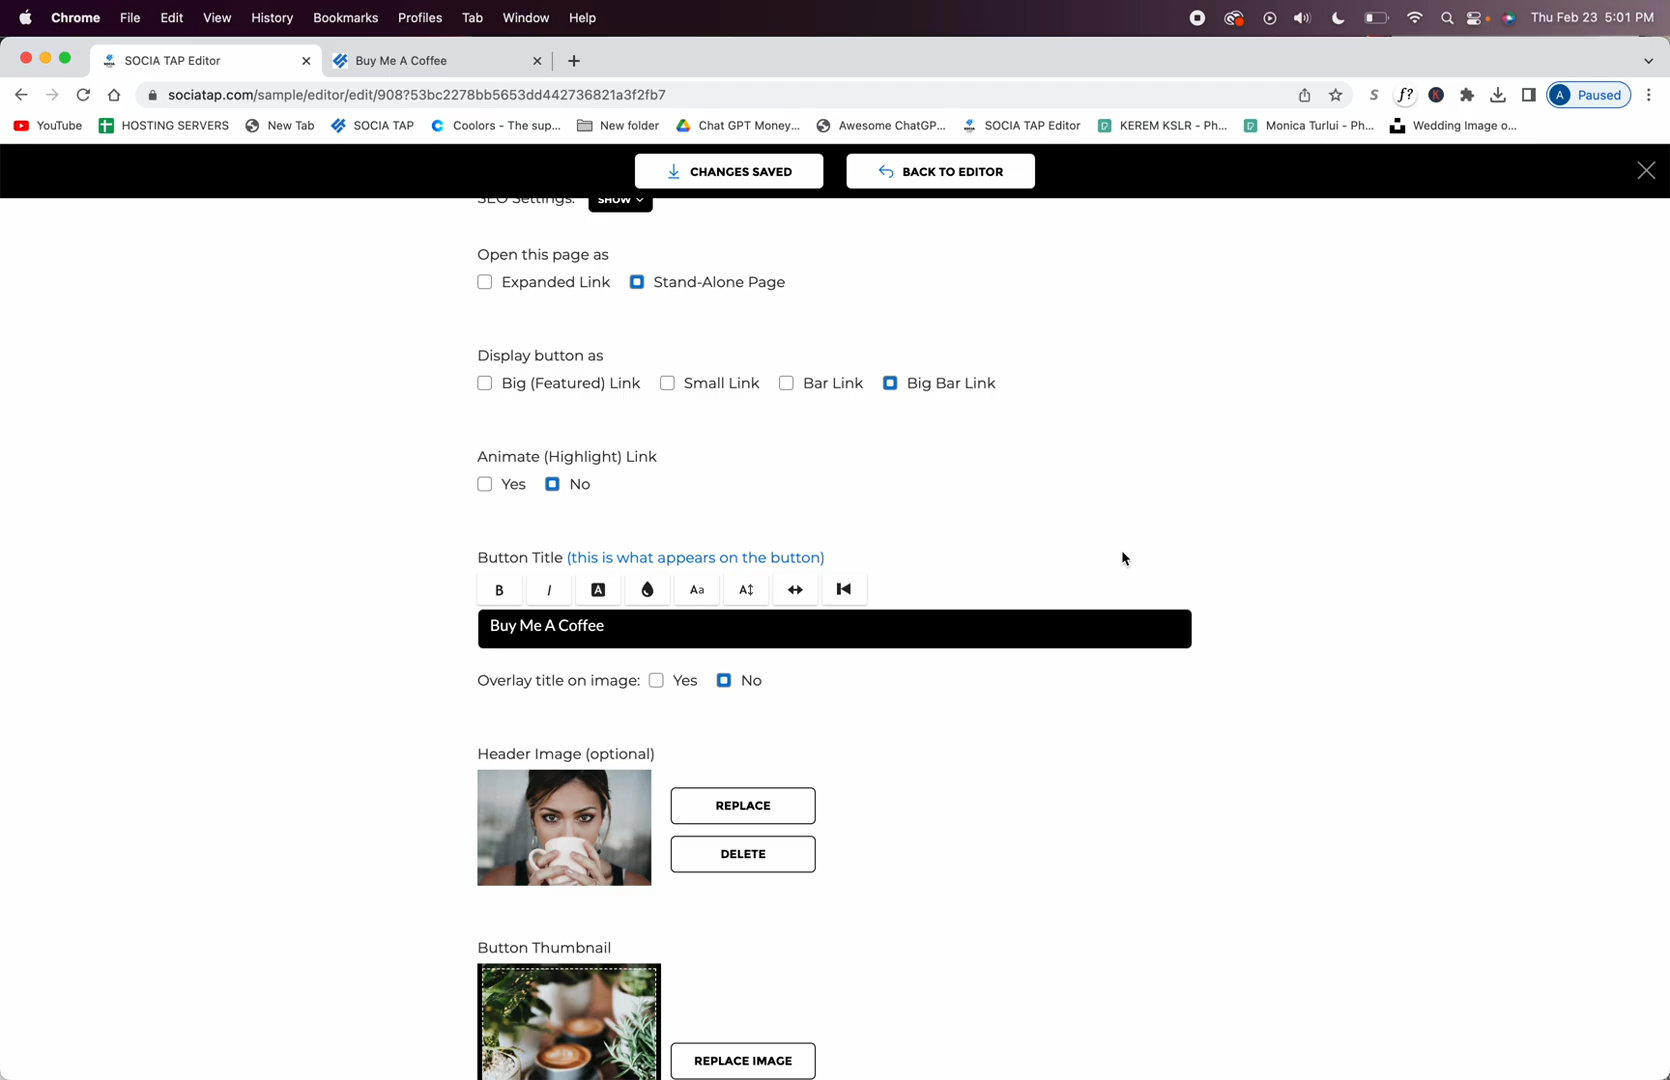 Chrome File Edit View History Bookmarks Profiles Tab Window Help Thu Feb 23 5:01 PM
SOCIA TAP Editor Buy Me A Coffee
sociatap.com/sample/editor/edit/908?53bc2278bb5653dd442736821a3f2fb7 S f? K A Paused
YouTube HOSTING SERVERS New Tab SOCIA TAP Coolors - The sup... New folder Chat GPT Money... Awesome ChatGP... SOCIA TAP Editor KEREM KSLR - Ph... Monica Turlui - Ph... Wedding Image o...
CHANGES SAVED BACK TO EDITOR
SEO Settings: SHOW
Open this page as
Expanded Link Stand-Alone Page
Display button as
Big (Featured) Link Small Link Bar Link Big Bar Link
Animate (Highlight) Link
Yes No
Button Title (this is what appears on the button)
B I A Aa A
Buy Me A Coffee
Overlay title on image: Yes No
Header Image (optional)
REPLACE
DELETE
Button Thumbnail
REPLACE IMAGE